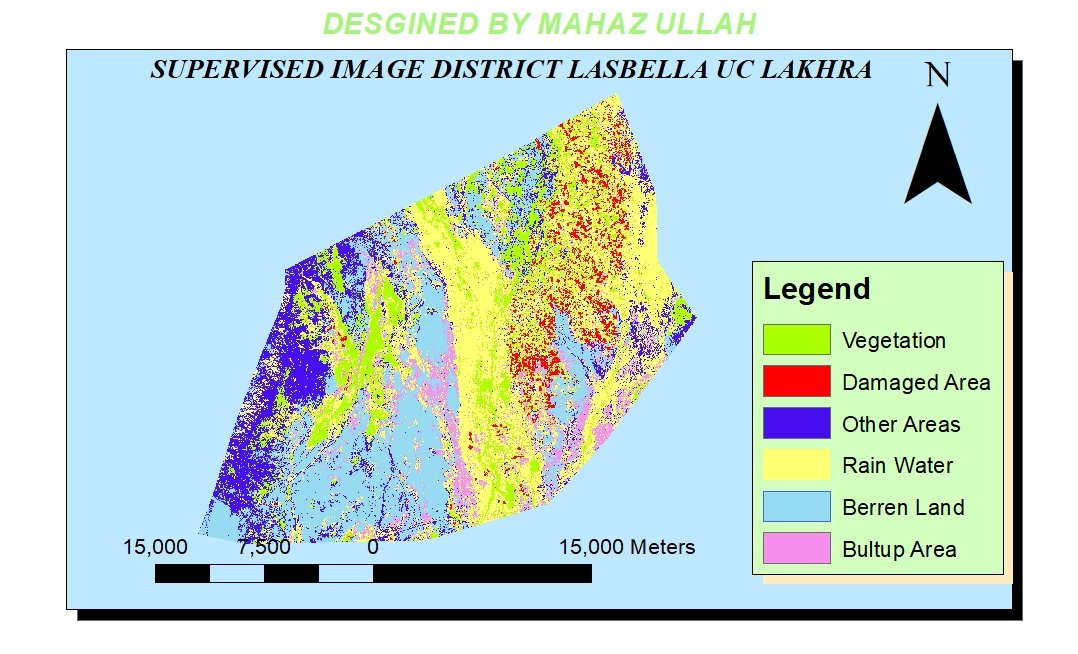 DESGINED BY MAHAZ ULLAH
SUPERVISED IMAGE DISTRICT LASBELLA UC LAKHRA
N
Legend
Vegetation
Damaged Area
Other Areas
Rain Water
Berren Land
Bultup Area
15,000 7,500 0 15,000 Meters